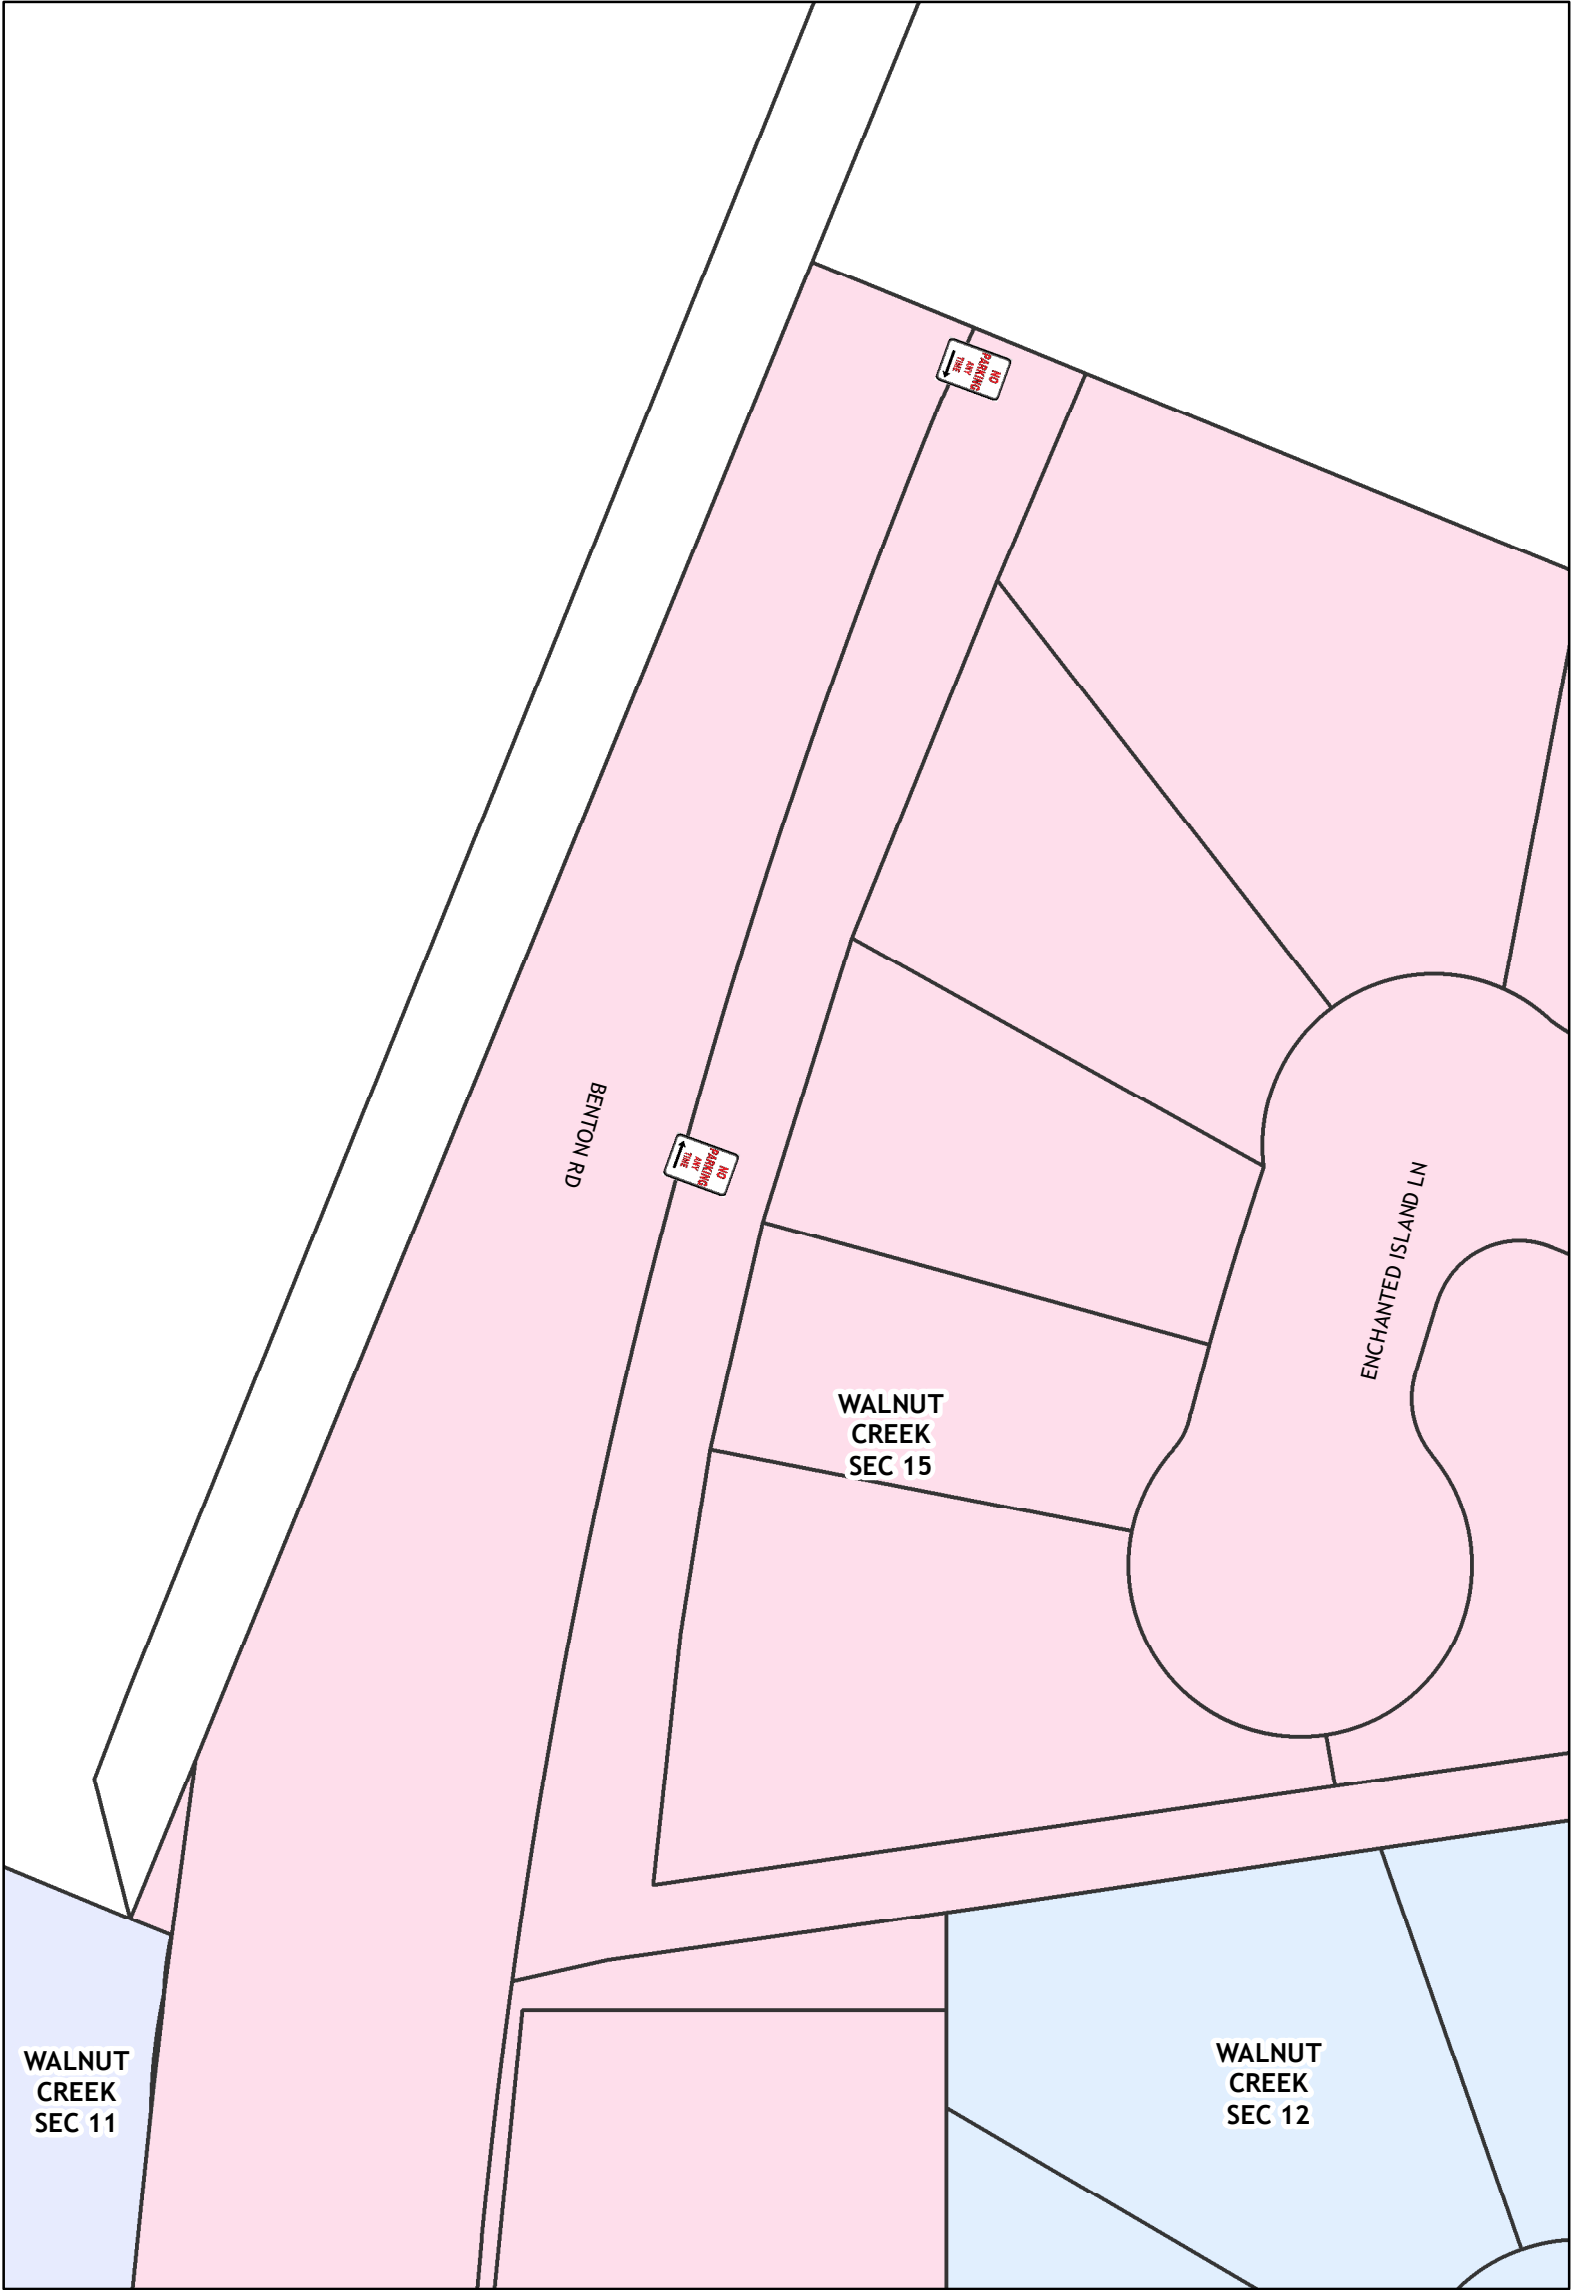 NO
PARKING
ANY
TIME
BENTON RD
NO
PARKING
ANY
TIME
ENCHANTED ISLAND LN
WALNUT
CREEK
SEC 15
WALNUT
CREEK
SEC 11
WALNUT
CREEK
SEC 12